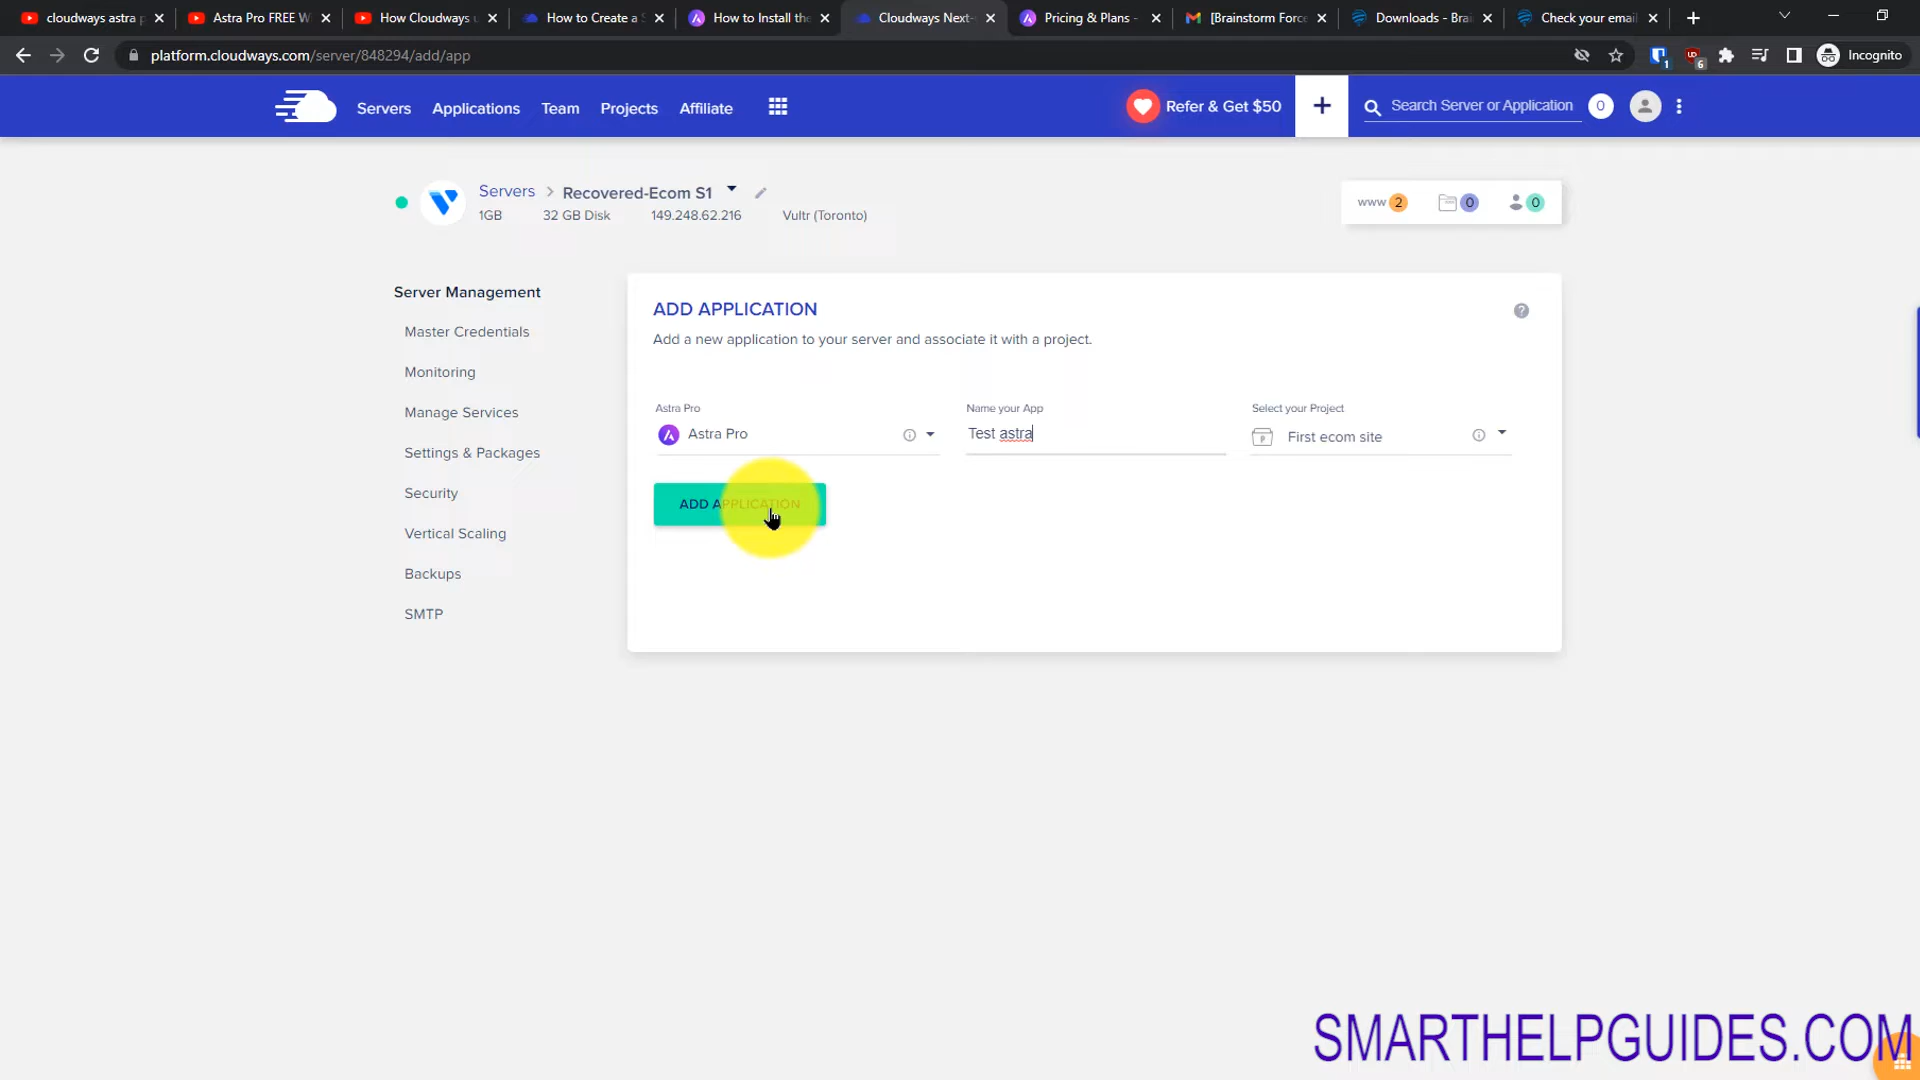 cloudways astra p
Astra Pro FREE W
How Cloudways u
How to Create a S
How to Install the
Cloudways Next-
Pricing & Plans -
[Brainstorm Force
Downloads - Brai
Check your email
platform.cloudways.com/server/848294/add/app
1
6
Incognito
Servers
Applications
Team
Projects
Affiliate
Refer & Get $50
+
Search Server or Application
0
Servers > Recovered-Ecom S1
1GB
32 GB Disk
149.248.62.216
Vultr (Toronto)
www 2
0
0
Server Management
Master Credentials
Monitoring
Manage Services
Settings & Packages
Security
Vertical Scaling
Backups
SMTP
ADD APPLICATION
Add a new application to your server and associate it with a project.
Astra Pro
Name your App
Select your Project
Astra Pro
Test astra
First ecom site
ADD APPLICATION
SMARTHELPGUIDES.COM